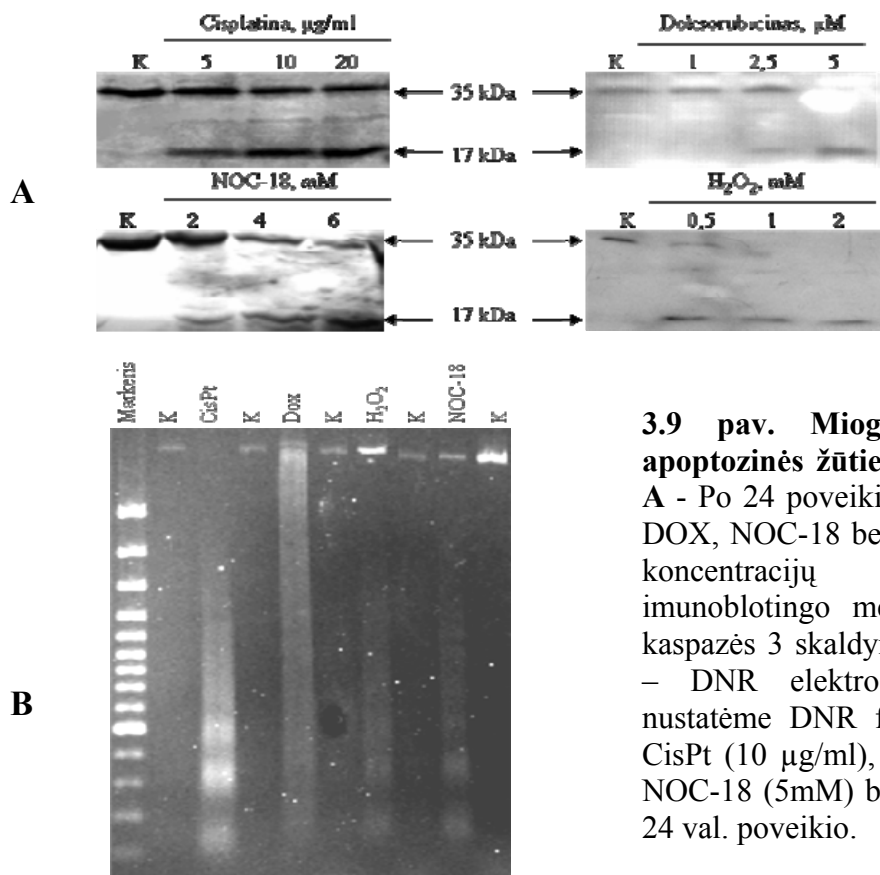 Cisplatina, µg/ml
K 5 10 20
Doksorubicinas, µM
K 1 2,5 5
35 kDa
17 kDa
A
NOC-18, mM
K 2 4 6
H₂O₂, mM
K 0,5 1 2
35 kDa
17 kDa
Markeris K CisPt K Dox K H₂O₂ K NOC-18 K
B
3.9 pav. Miog
apoptozinės žūtie
A - Po 24 poveiki
DOX, NOC-18 be
koncentracijų
imunoblotingo me
kaspazės 3 skaldy
– DNR elektro
nustatėme DNR f
CisPt (10 µg/ml),
NOC-18 (5mM) b
24 val. poveikio.